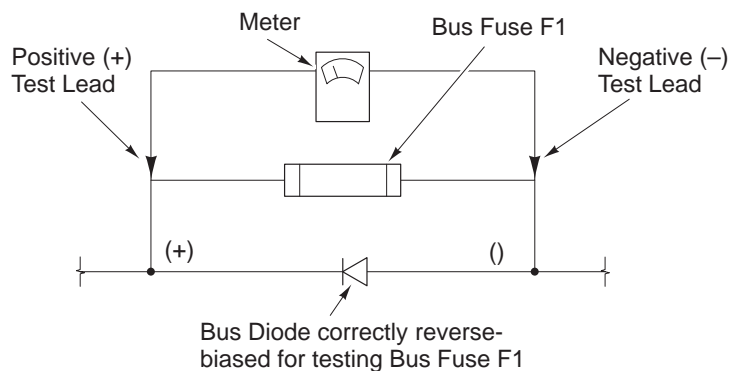 Meter
Bus Fuse F1
Positive (+)
Test Lead
Negative (–)
Test Lead
(+)
()
Bus Diode correctly reverse-
biased for testing Bus Fuse F1